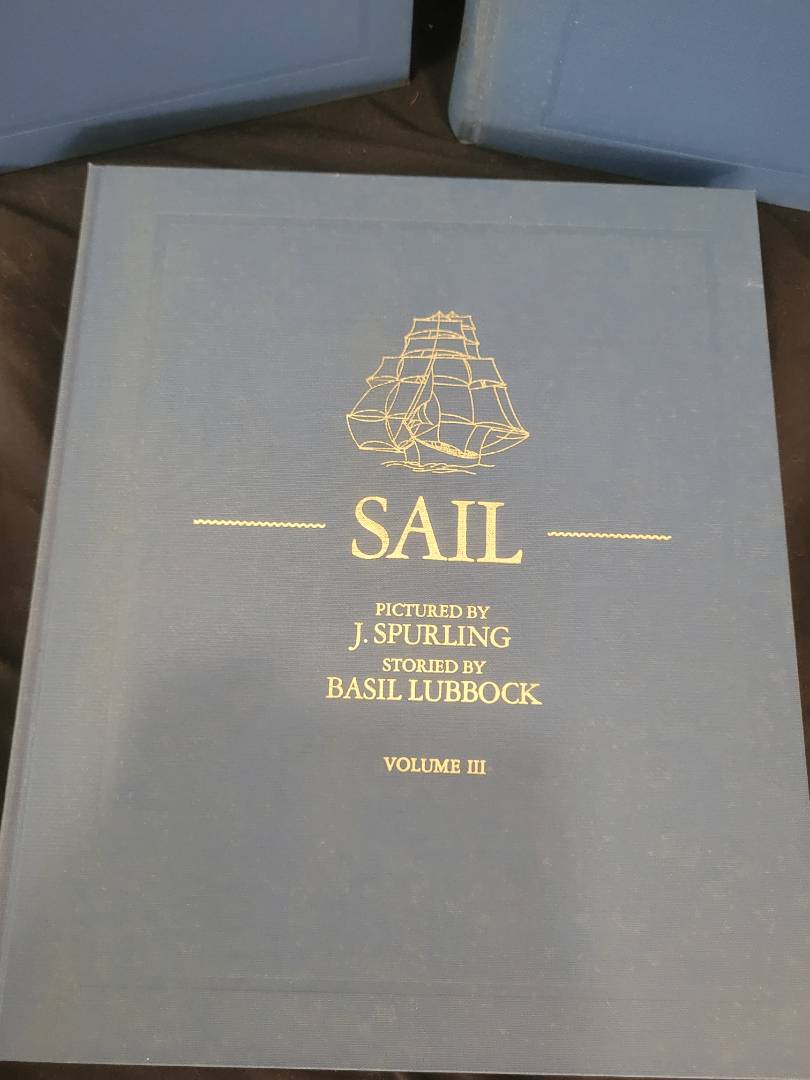 SAIL
PICTURED BY
J. SPURLING
STORIED BY
BASIL LUBBOCK
VOLUME III